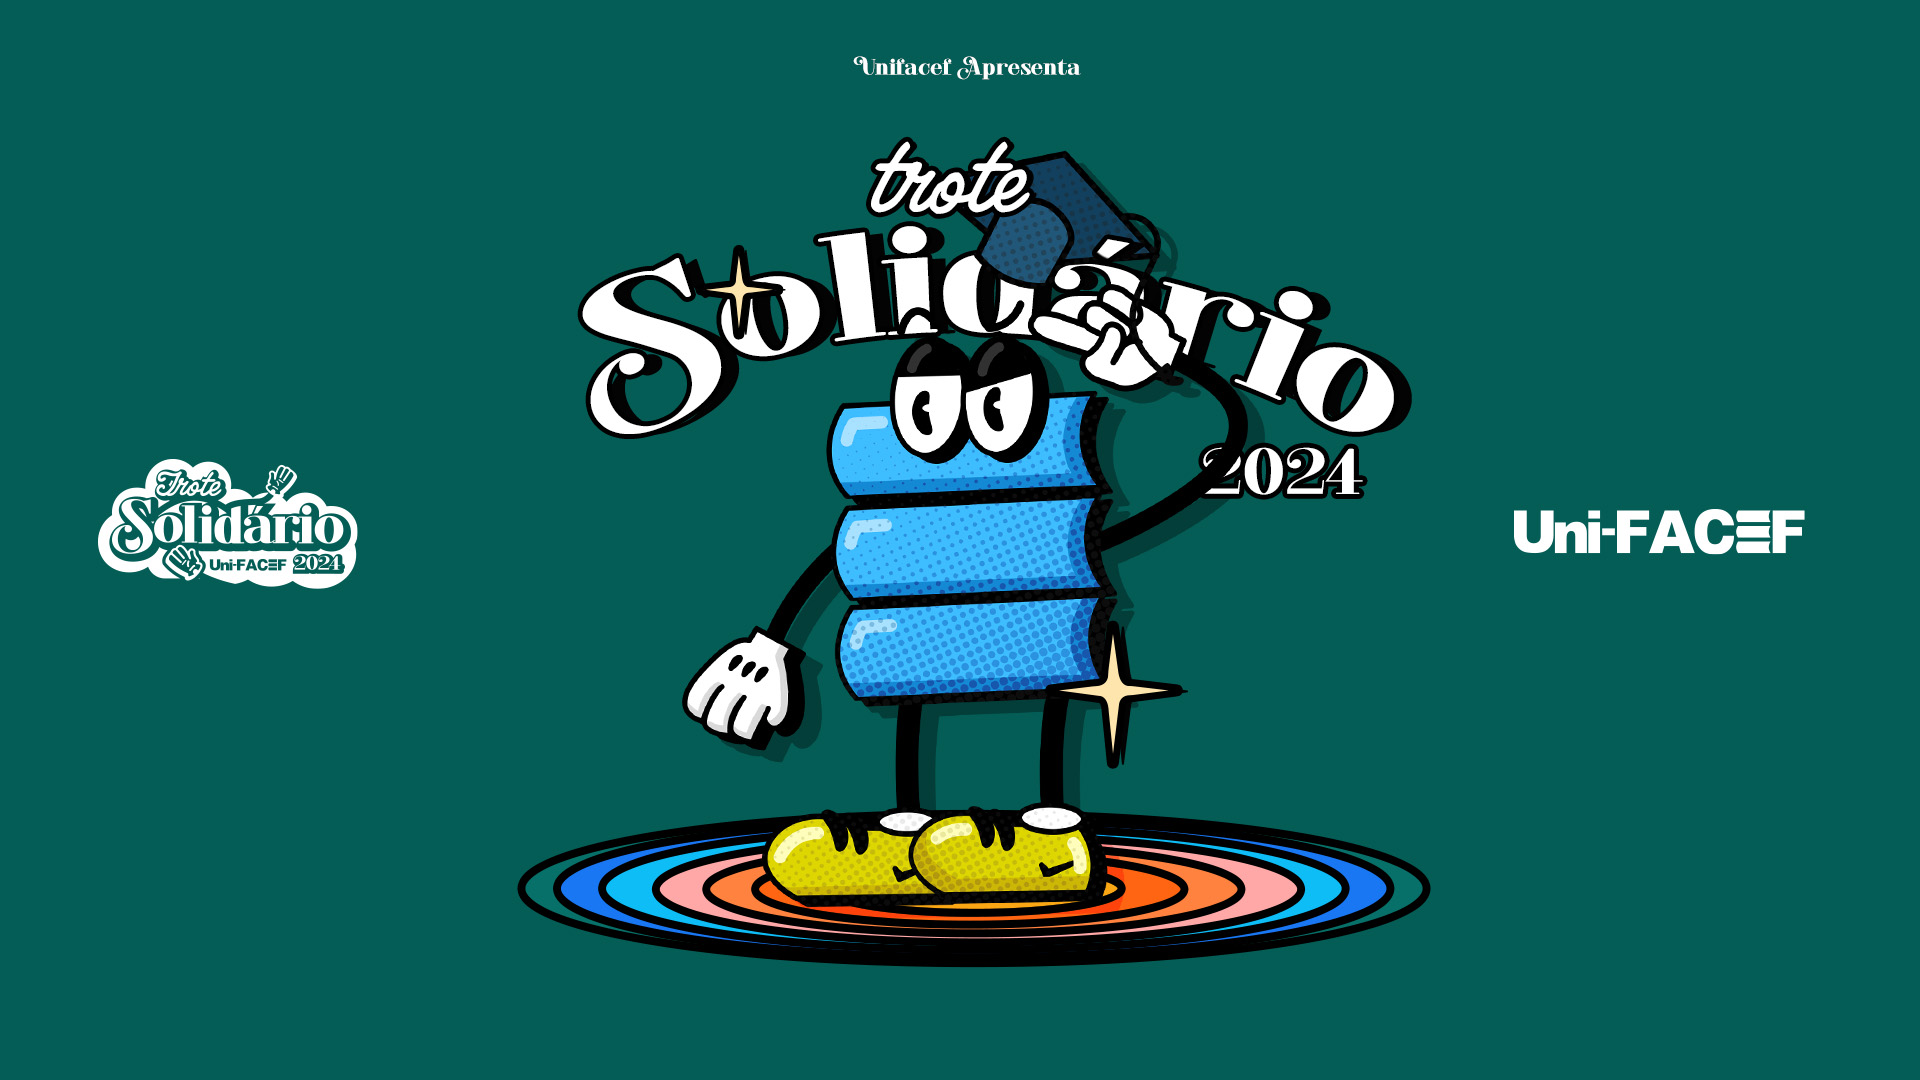 Unifacef Apresenta
trote
Solidário
2024
Trote
Solidário
Uni-FACEF 2024
Uni-FACEF